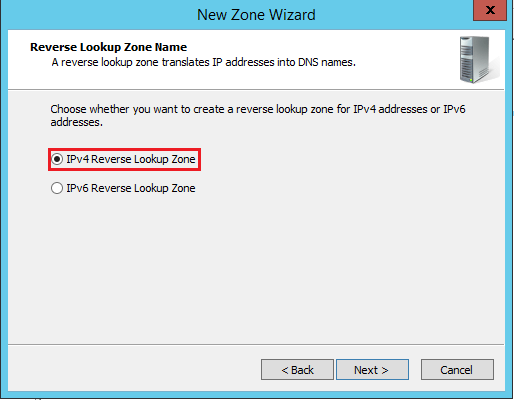 New Zone Wizard
X
Reverse Lookup Zone Name
A reverse lookup zone translates IP addresses into DNS names.
Choose whether you want to create a reverse lookup zone for IPv4 addresses or IPv6
addresses.
IPv4 Reverse Lookup Zone
IPv6 Reverse Lookup Zone
< Back Next > Cancel